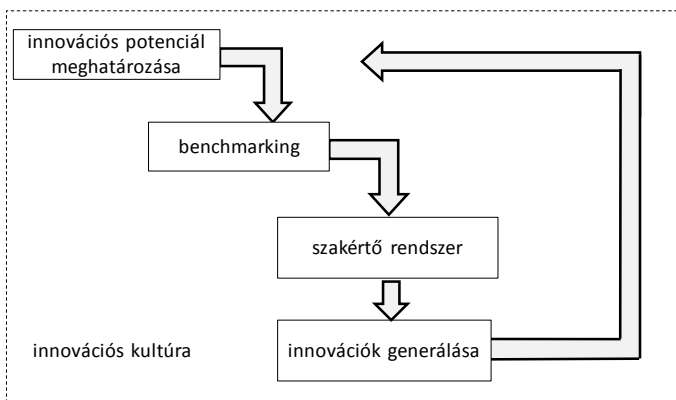 innovációs potenciál
meghatározása
benchmarking
szakértő rendszer
innovációs kultúra
innovációk generálása